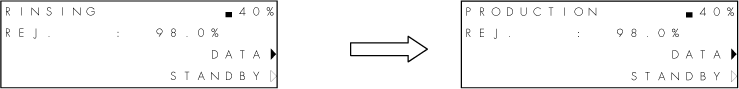 RINSING 40%
REJ. : 98.0%
DATA
STANDBY
PRODUCTION 40%
REJ. : 98.0%
DATA
STANDBY